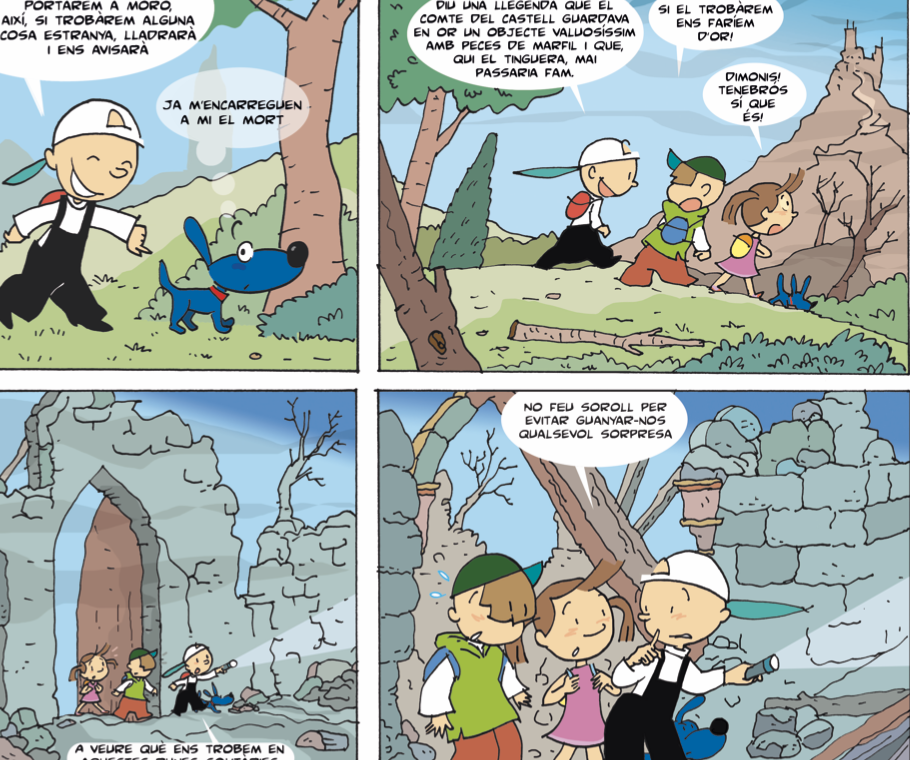 PORTAREM A MORO,
AIXÍ, SI TROBÀREM ALGUNA
COSA ESTRANYA, LLADRARÀ
I ENS AVISARÀ
JA M'ENCARREGUEN
A MI EL MORT
DIU UNA LLEGENDA QUE EL
COMTE DEL CASTELL GUARDAVA
EN OR UN OBJECTE VALUOSÍSSIM
AMB PECES DE MARFIL I QUE,
QUI EL TINGUERA, MAI
PASSARIA FAM.
SI EL TROBÀREM
ENS FARÍEM
D'OR!
DIMONIS!
TENEBRÓS
SÍ QUE
ÉS!
A VEURE QUÈ ENS TROBEM EN
AQUESTES RUNES SOLITÀRIES
NO FEU SOROLL PER
EVITAR GUANYAR-NOS
QUALSEVOL SORPRESA